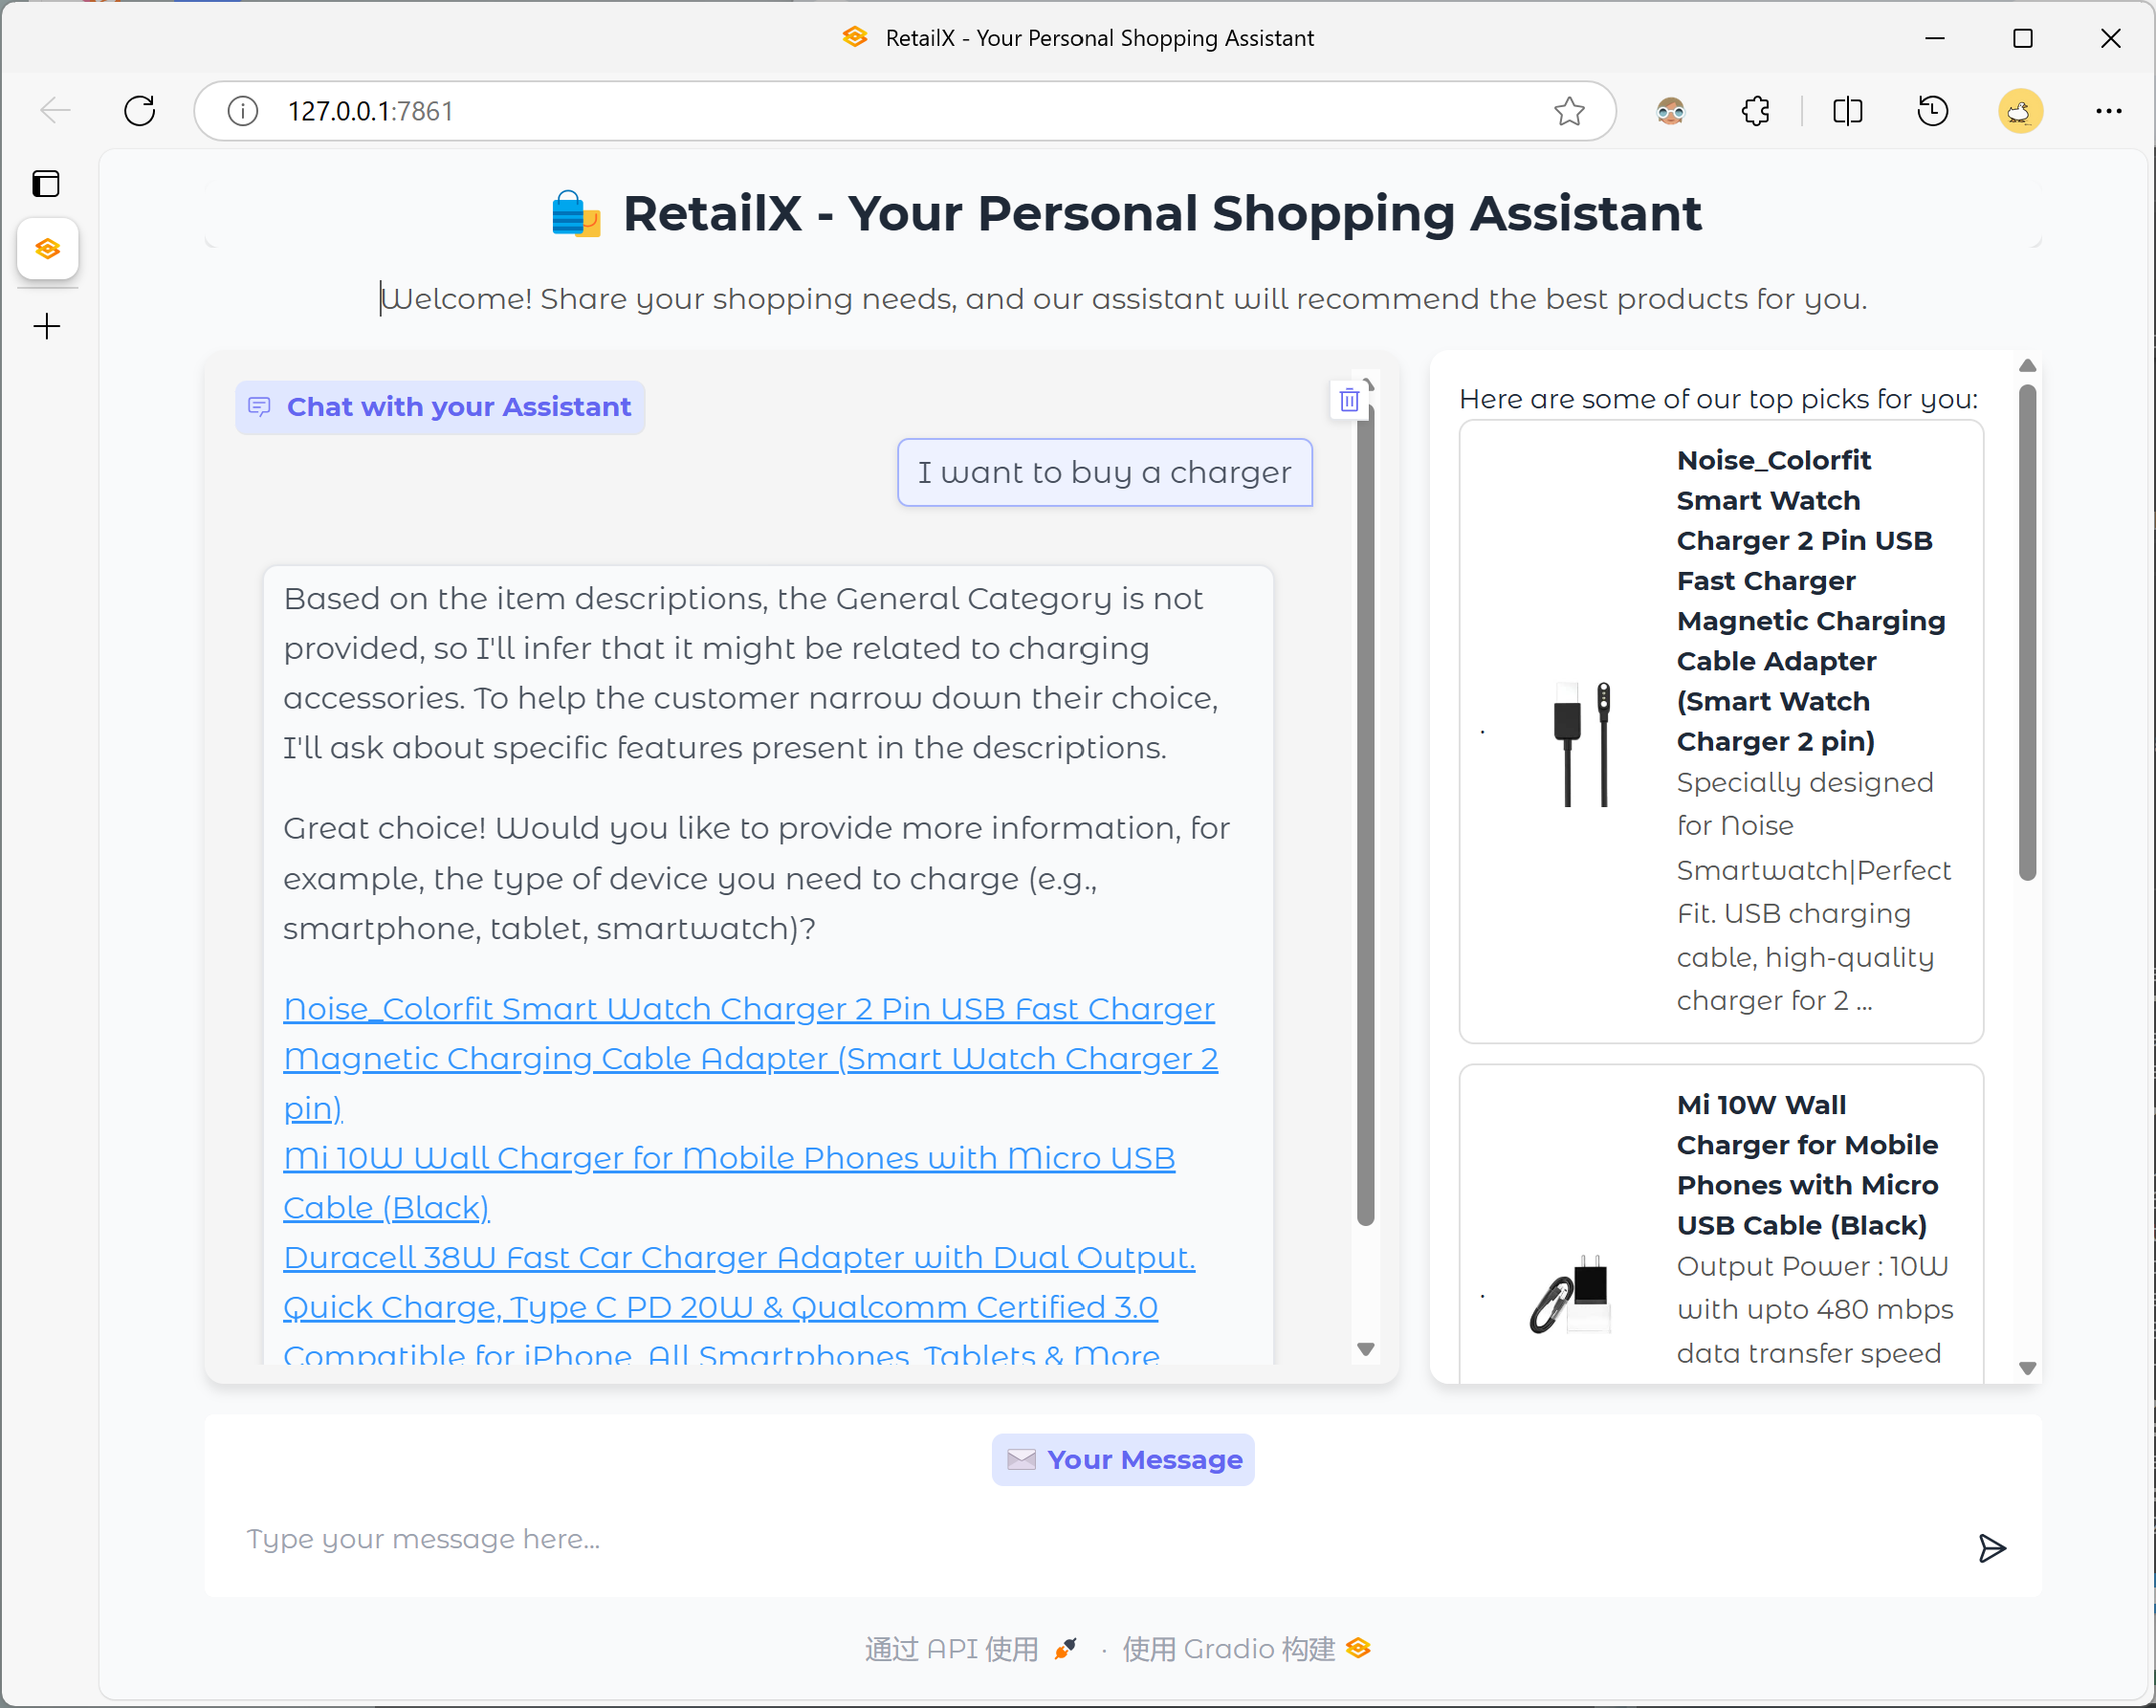 RetailX - Your Personal Shopping Assistant
127.0.0.1:7861
RetailX - Your Personal Shopping Assistant
Welcome! Share your shopping needs, and our assistant will recommend the best products for you.
Chat with your Assistant
I want to buy a charger
Based on the item descriptions, the General Category is not
provided, so I'll infer that it might be related to charging
accessories. To help the customer narrow down their choice,
I'll ask about specific features present in the descriptions.
Great choice! Would you like to provide more information, for
example, the type of device you need to charge (e.g.,
smartphone, tablet, smartwatch)?
Noise_Colorfit Smart Watch Charger 2 Pin USB Fast Charger
Magnetic Charging Cable Adapter (Smart Watch Charger 2
pin)
Mi 10W Wall Charger for Mobile Phones with Micro USB
Cable (Black)
Duracell 38W Fast Car Charger Adapter with Dual Output.
Quick Charge, Type C PD 20W & Qualcomm Certified 3.0
Compatible for iPhone, All Smartphones, Tablets & More
Here are some of our top picks for you:
Noise_Colorfit
Smart Watch
Charger 2 Pin USB
Fast Charger
Magnetic Charging
Cable Adapter
(Smart Watch
Charger 2 pin)
Specially designed
for Noise
Smartwatch|Perfect
Fit. USB charging
cable, high-quality
charger for 2 ...
Mi 10W Wall
Charger for Mobile
Phones with Micro
USB Cable (Black)
Output Power : 10W
with upto 480 mbps
data transfer speed
Your Message
Type your message here...
通过 API 使用 · 使用 Gradio 构建